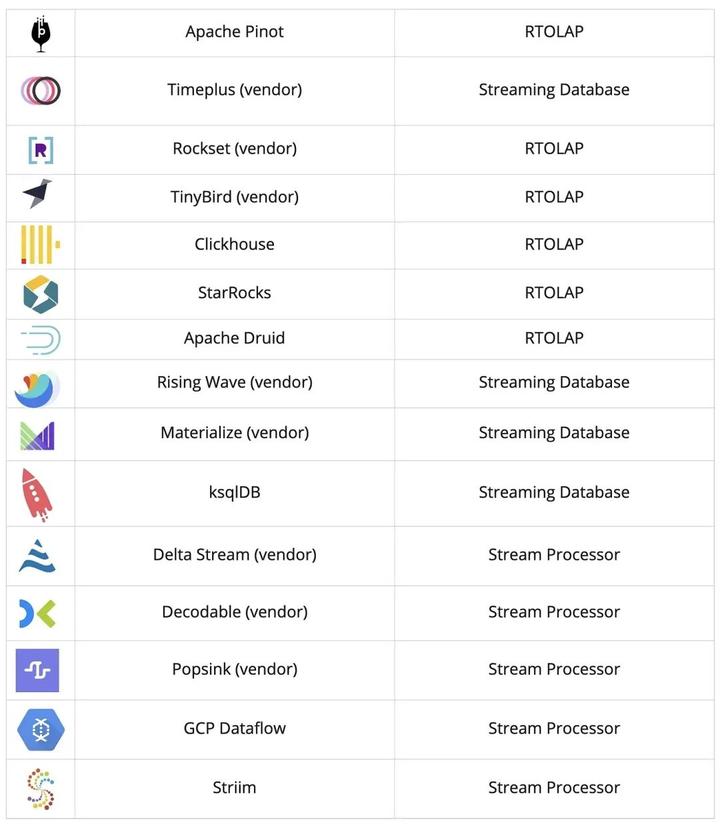 Apache Pinot RTOLAP
Timeplus (vendor) Streaming Database
Rockset (vendor) RTOLAP
TinyBird (vendor) RTOLAP
Clickhouse RTOLAP
StarRocks RTOLAP
Apache Druid RTOLAP
Rising Wave (vendor) Streaming Database
Materialize (vendor) Streaming Database
ksqlDB Streaming Database
Delta Stream (vendor) Stream Processor
Decodable (vendor) Stream Processor
Popsink (vendor) Stream Processor
GCP Dataflow Stream Processor
Striim Stream Processor